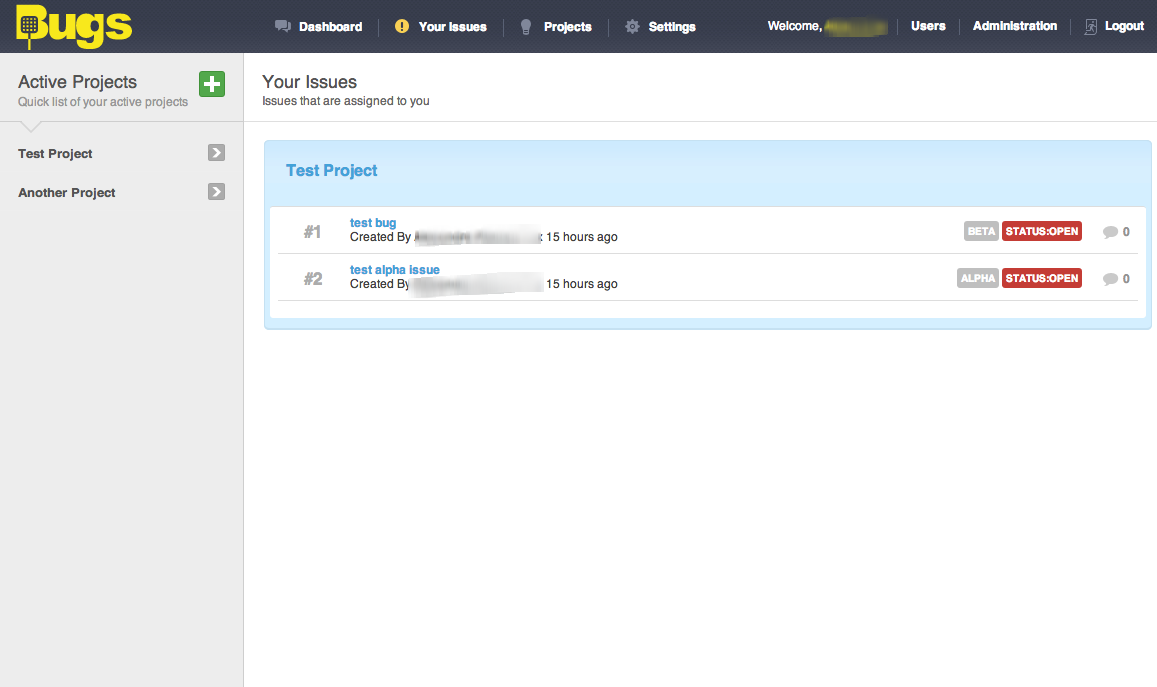 Bugs
Dashboard
Your Issues
Projects
Settings
Welcome,
Users
Administration
Logout
Active Projects
Quick list of your active projects
Test Project
Another Project
Your Issues
Issues that are assigned to you
Test Project
#1
test bug
Created By 15 hours ago
BETA
STATUS:OPEN
0
#2
test alpha issue
Created By 15 hours ago
ALPHA
STATUS:OPEN
0